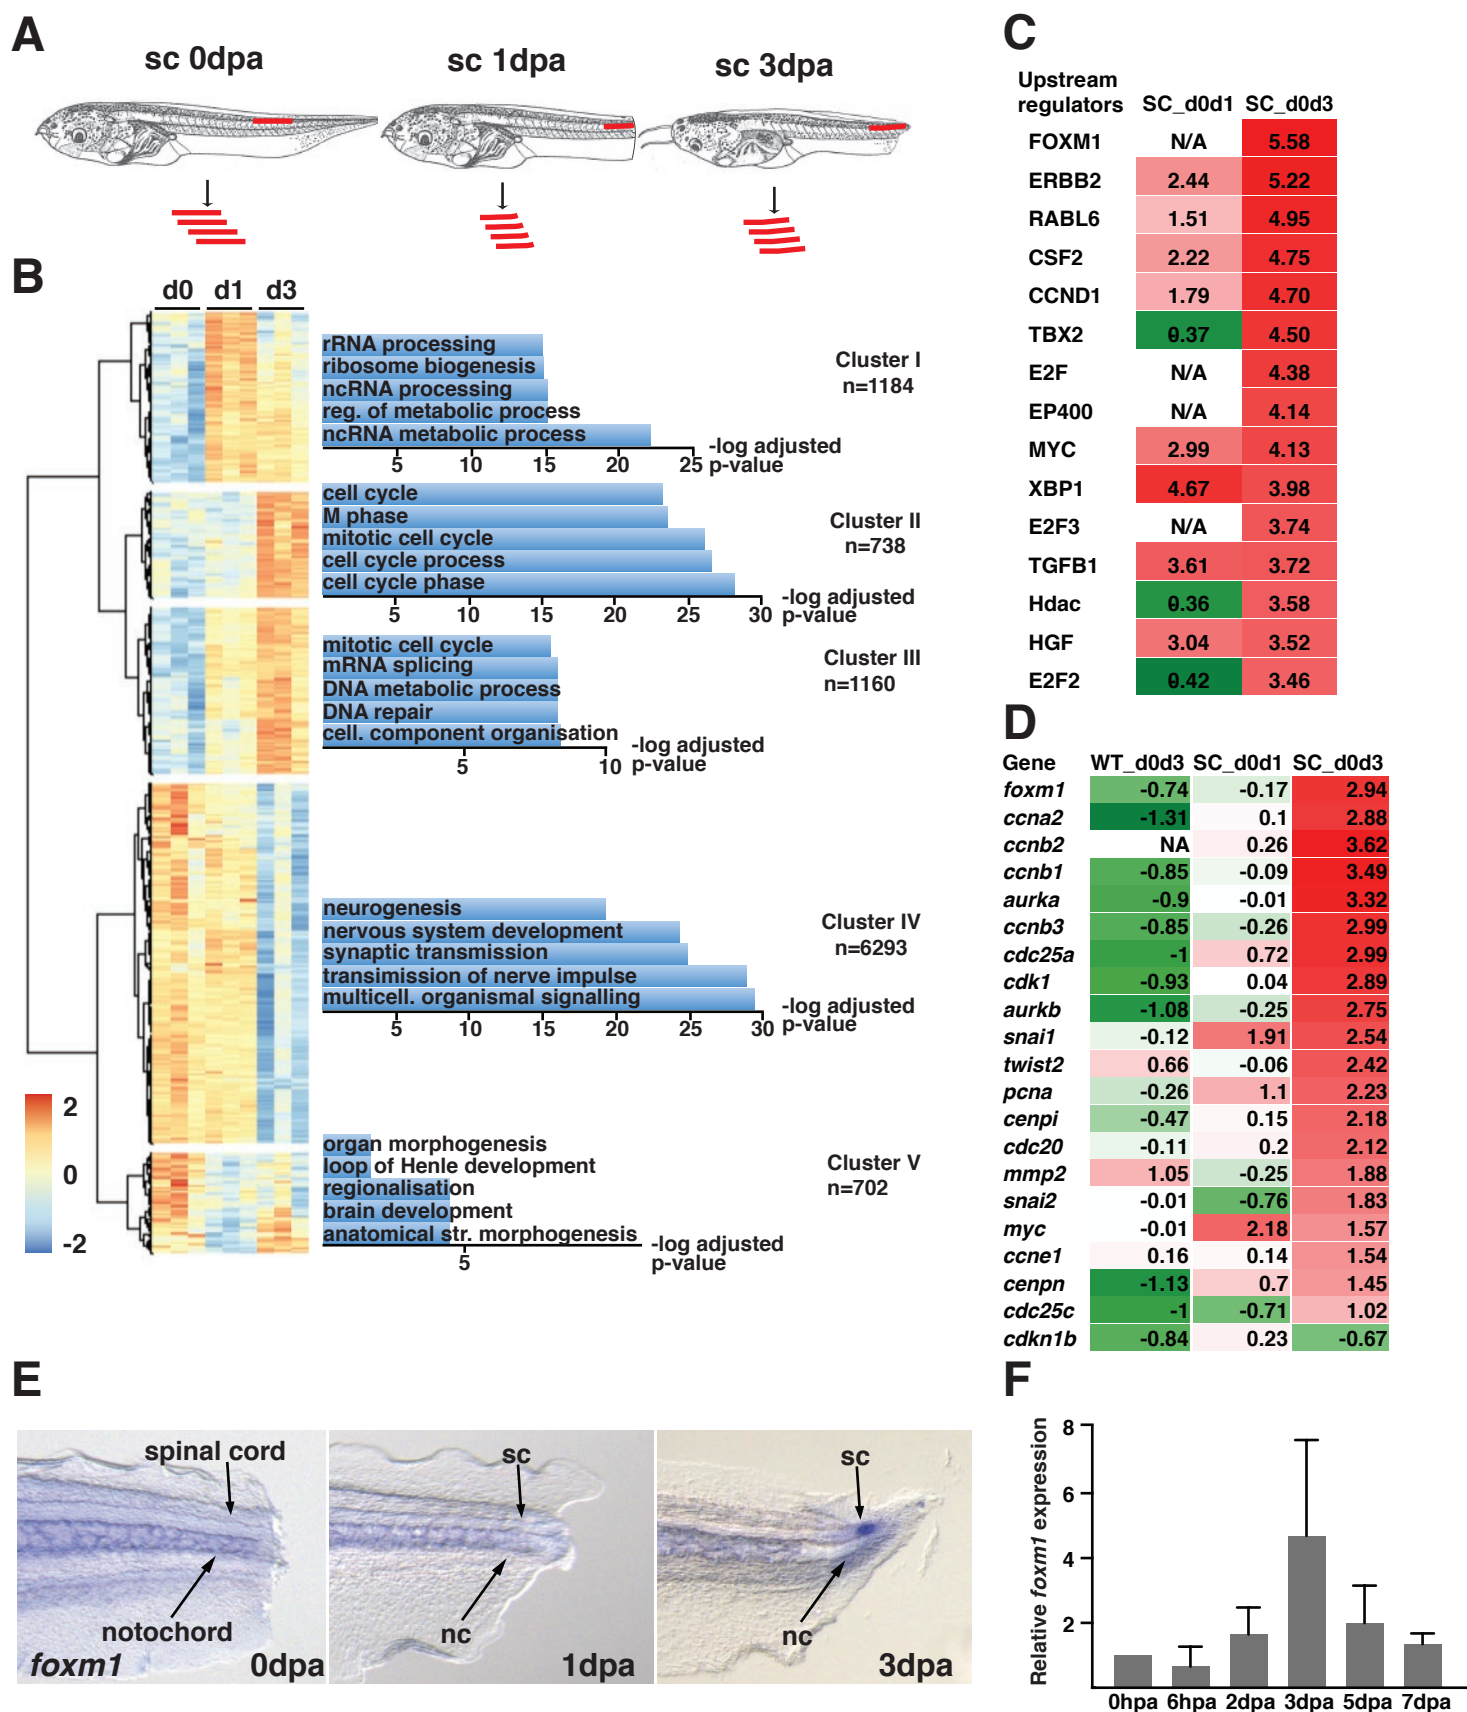 A
sc 0dpa
sc 1dpa
sc 3dpa
B
d0 d1 d3
rRNA processing
ribosome biogenesis
ncRNA processing
reg. of metabolic process
ncRNA metabolic process
5 10 15 20 25
-log adjusted
p-value
Cluster I
n=1184
cell cycle
M phase
mitotic cell cycle
cell cycle process
cell cycle phase
5 10 15 20 25 30
-log adjusted
p-value
Cluster II
n=738
mitotic cell cycle
mRNA splicing
DNA metabolic process
DNA repair
cell. component organisation
5 10
-log adjusted
p-value
Cluster III
n=1160
neurogenesis
nervous system development
synaptic transmission
transimission of nerve impulse
multicell. organismal signalling
5 10 15 20 25 30
-log adjusted
p-value
Cluster IV
n=6293
organ morphogenesis
loop of Henle development
regionalisation
brain development
anatomical str. morphogenesis
5
-log adjusted
p-value
Cluster V
n=702
2
0
-2
C
Upstream
regulators SC_d0d1 SC_d0d3
FOXM1 N/A 5.58
ERBB2 2.44 5.22
RABL6 1.51 4.95
CSF2 2.22 4.75
CCND1 1.79 4.70
TBX2 0.37 4.50
E2F N/A 4.38
EP400 N/A 4.14
MYC 2.99 4.13
XBP1 4.67 3.98
E2F3 N/A 3.74
TGFB1 3.61 3.72
Hdac 0.36 3.58
HGF 3.04 3.52
E2F2 0.42 3.46
D
Gene WT_d0d3 SC_d0d1 SC_d0d3
foxm1 -0.74 -0.17 2.94
ccna2 -1.31 0.1 2.88
ccnb2 NA 0.26 3.62
ccnb1 -0.85 -0.09 3.49
aurka -0.9 -0.01 3.32
ccnb3 -0.85 -0.26 2.99
cdc25a -1 0.72 2.99
cdk1 -0.93 0.04 2.89
aurkb -1.08 -0.25 2.75
snai1 -0.12 1.91 2.54
twist2 0.66 -0.06 2.42
pcna -0.26 1.1 2.23
cenpi -0.47 0.15 2.18
cdc20 -0.11 0.2 2.12
mmp2 1.05 -0.25 1.88
snai2 -0.01 -0.76 1.83
myc -0.01 2.18 1.57
ccne1 0.16 0.14 1.54
cenpn -1.13 0.7 1.45
cdc25c -1 -0.71 1.02
cdkn1b -0.84 0.23 -0.67
E
spinal cord
notochord
foxm1 0dpa
sc
nc
1dpa
sc
nc
3dpa
F
Relative foxm1 expression
8
6
4
2
0hpa 6hpa 2dpa 3dpa 5dpa 7dpa